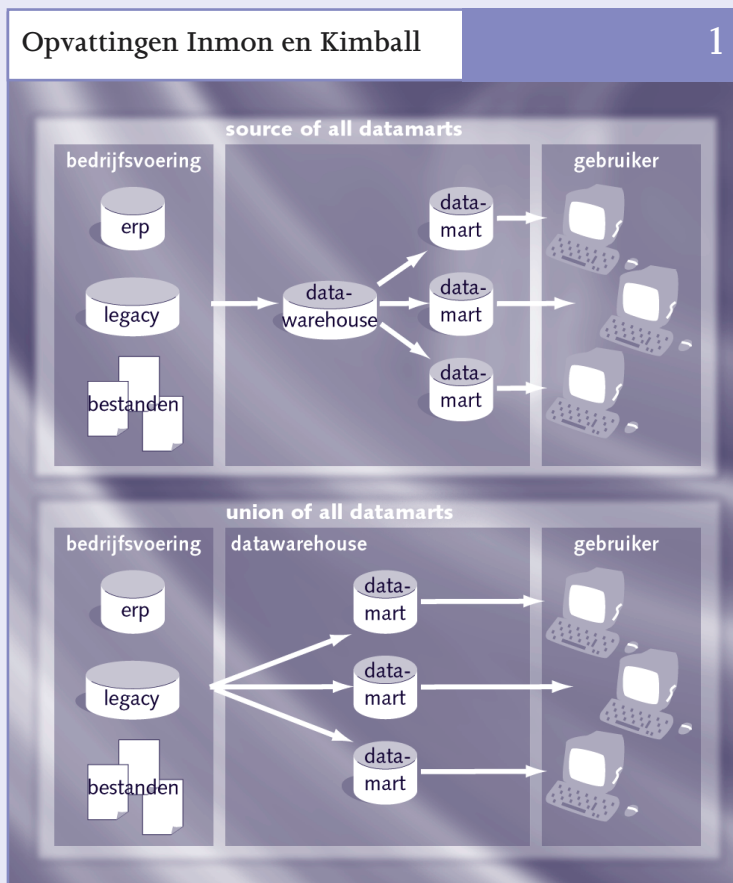 Opvattingen Inmon en Kimball
1
source of all datamarts
bedrijfsvoering
gebruiker
erp
legacy
bestanden
data-
warehouse
data-
mart
data-
mart
data-
mart
union of all datamarts
bedrijfsvoering
datawarehouse
gebruiker
erp
legacy
bestanden
data-
mart
data-
mart
data-
mart